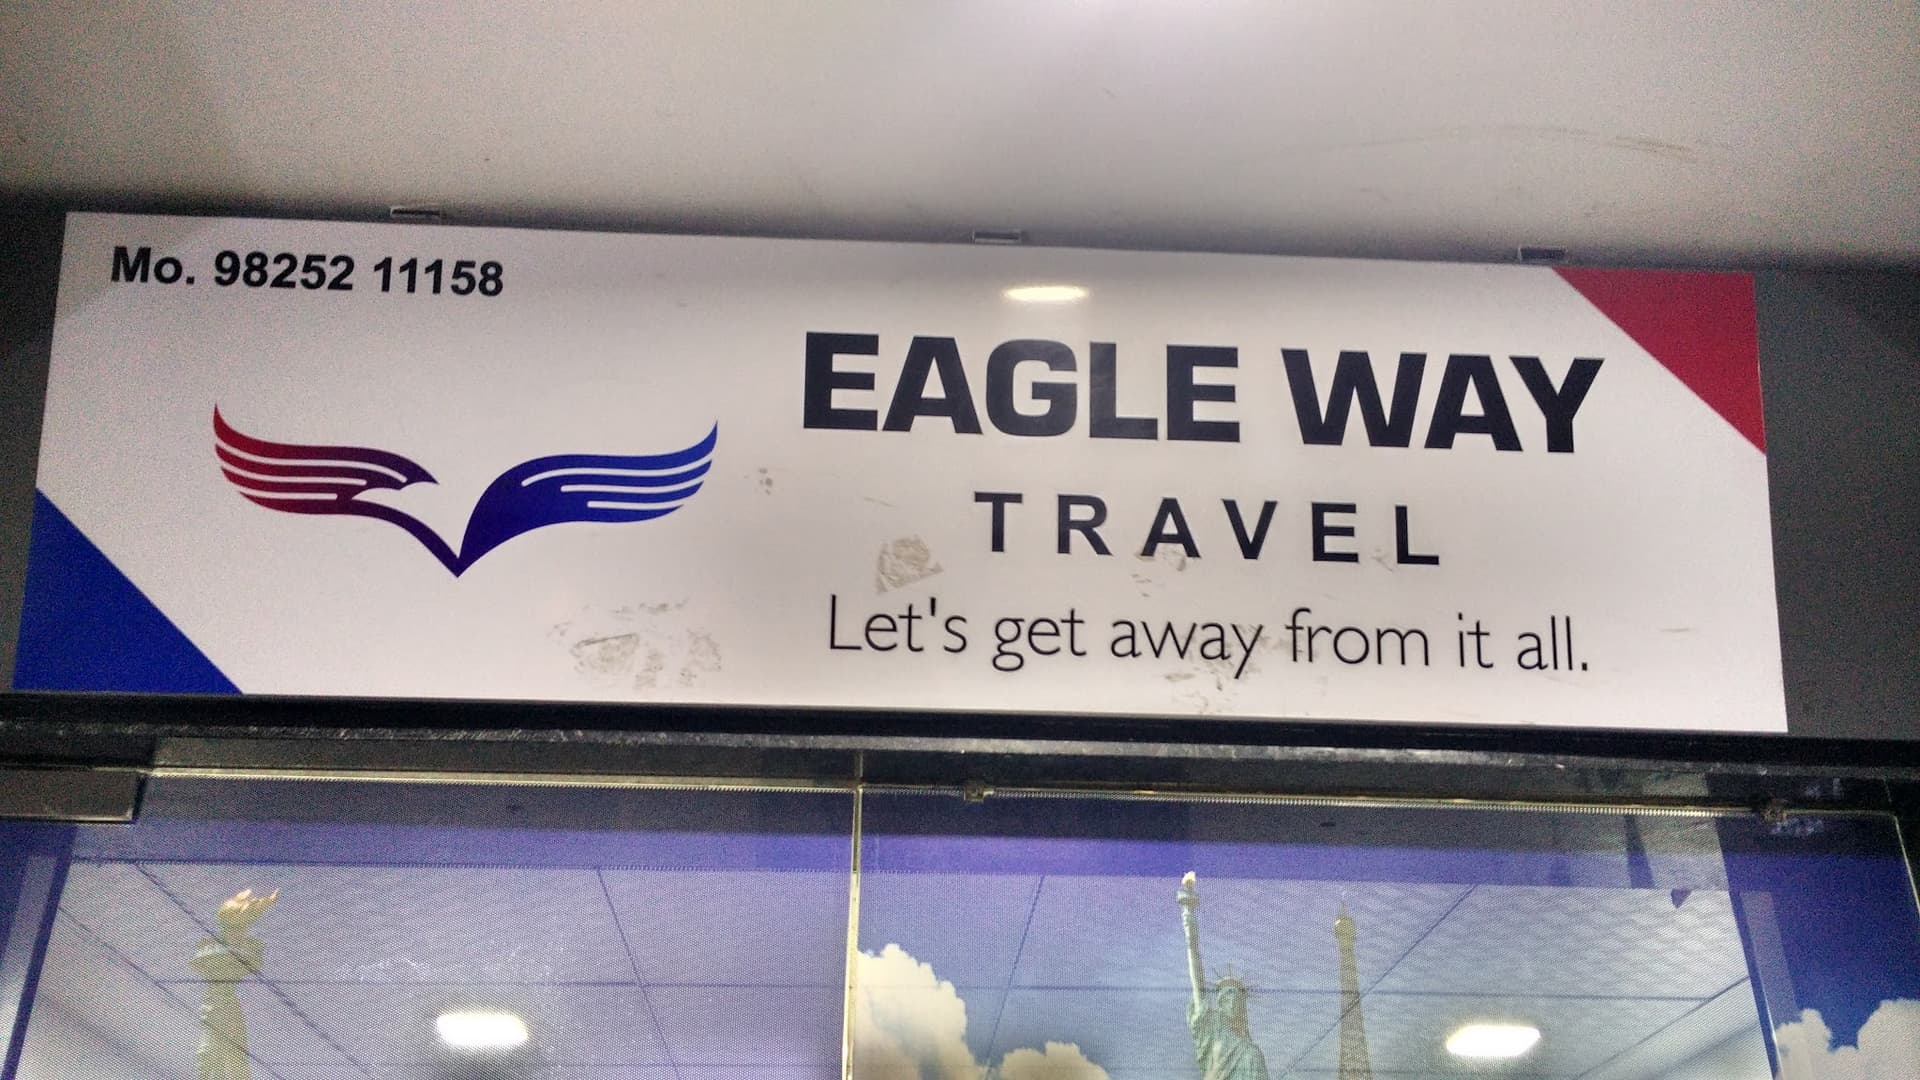 Mo. 98252 11158
EAGLE WAY
TRAVEL
Let's get away from it all.